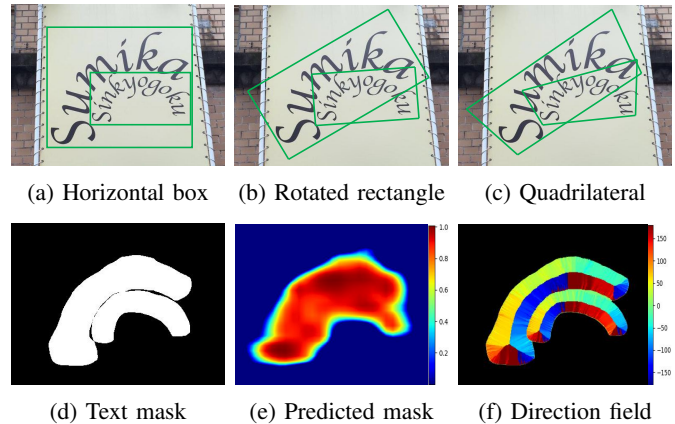 Sumika
Sinkyogoku
Sumika
Sinkyogoku
Sumika
Sinkyogoku
(a) Horizontal box
(b) Rotated rectangle
(c) Quadrilateral
1.0
0.8
0.6
0.4
0.2
150
100
50
0
−50
−100
−150
(d) Text mask
(e) Predicted mask
(f) Direction field